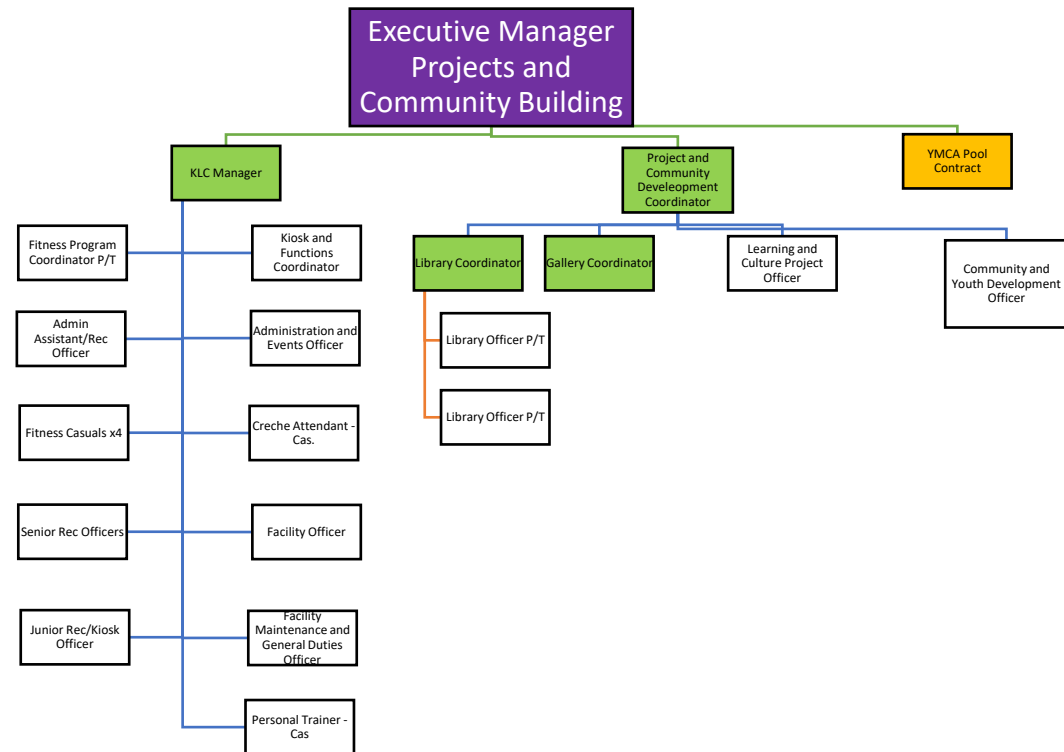 Executive Manager
Projects and
Community Building
KLC Manager
Project and
Community
Develeopment
Coordinator
YMCA Pool
Contract
Fitness Program
Coordinator P/T
Kiosk and
Functions
Coordinator
Library Coordinator
Gallery Coordinator
Learning and
Culture Project
Officer
Community and
Youth Development
Officer
Admin
Assistant/Rec
Officer
Administration and
Events Officer
Library Officer P/T
Library Officer P/T
Fitness Casuals x4
Creche Attendant -
Cas.
Senior Rec Officers
Facility Officer
Junior Rec/Kiosk
Officer
Facility
Maintenance and
General Duties
Officer
Personal Trainer -
Cas